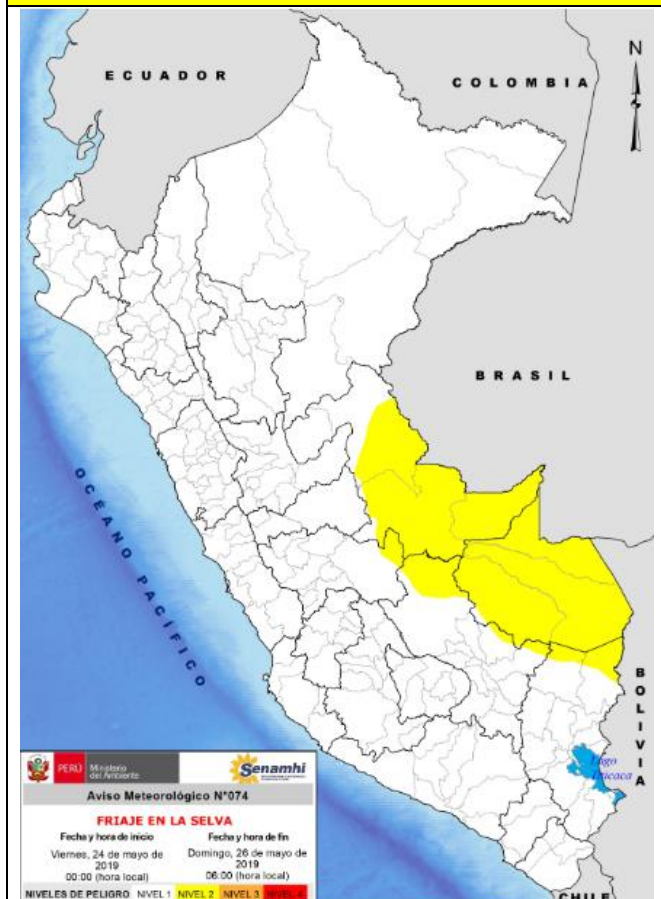 ECUADOR
COLOMBIA
N
BRASIL
OCÉANO PACÍFICO
BOLIVIA
Lago
Titicaca
CHILE
PERÚ Ministerio
del Ambiente
Senamhi
Aviso Meteorológico N°074
FRIAJE EN LA SELVA
Fecha y hora de inicio
Viernes, 24 de mayo de
2019
00:00 (hora local)
Fecha y hora de fin
Domingo, 26 de mayo de
2019
06:00 (hora local)
NIVELES DE PELIGRO NIVEL 1 NIVEL 2 NIVEL 3 NIVEL 4